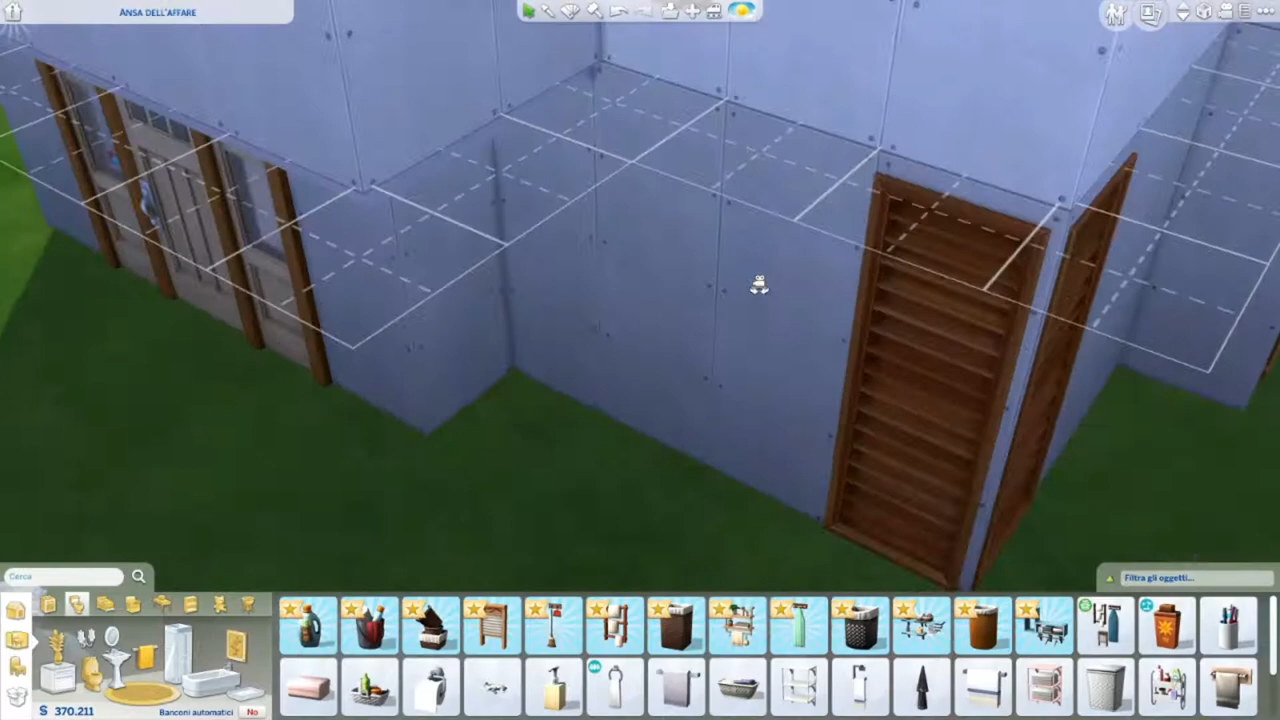 ANSA DELL'AFFARE
Cerca
Filtra gli oggetti...
$ 370.211
Banconi automatici No